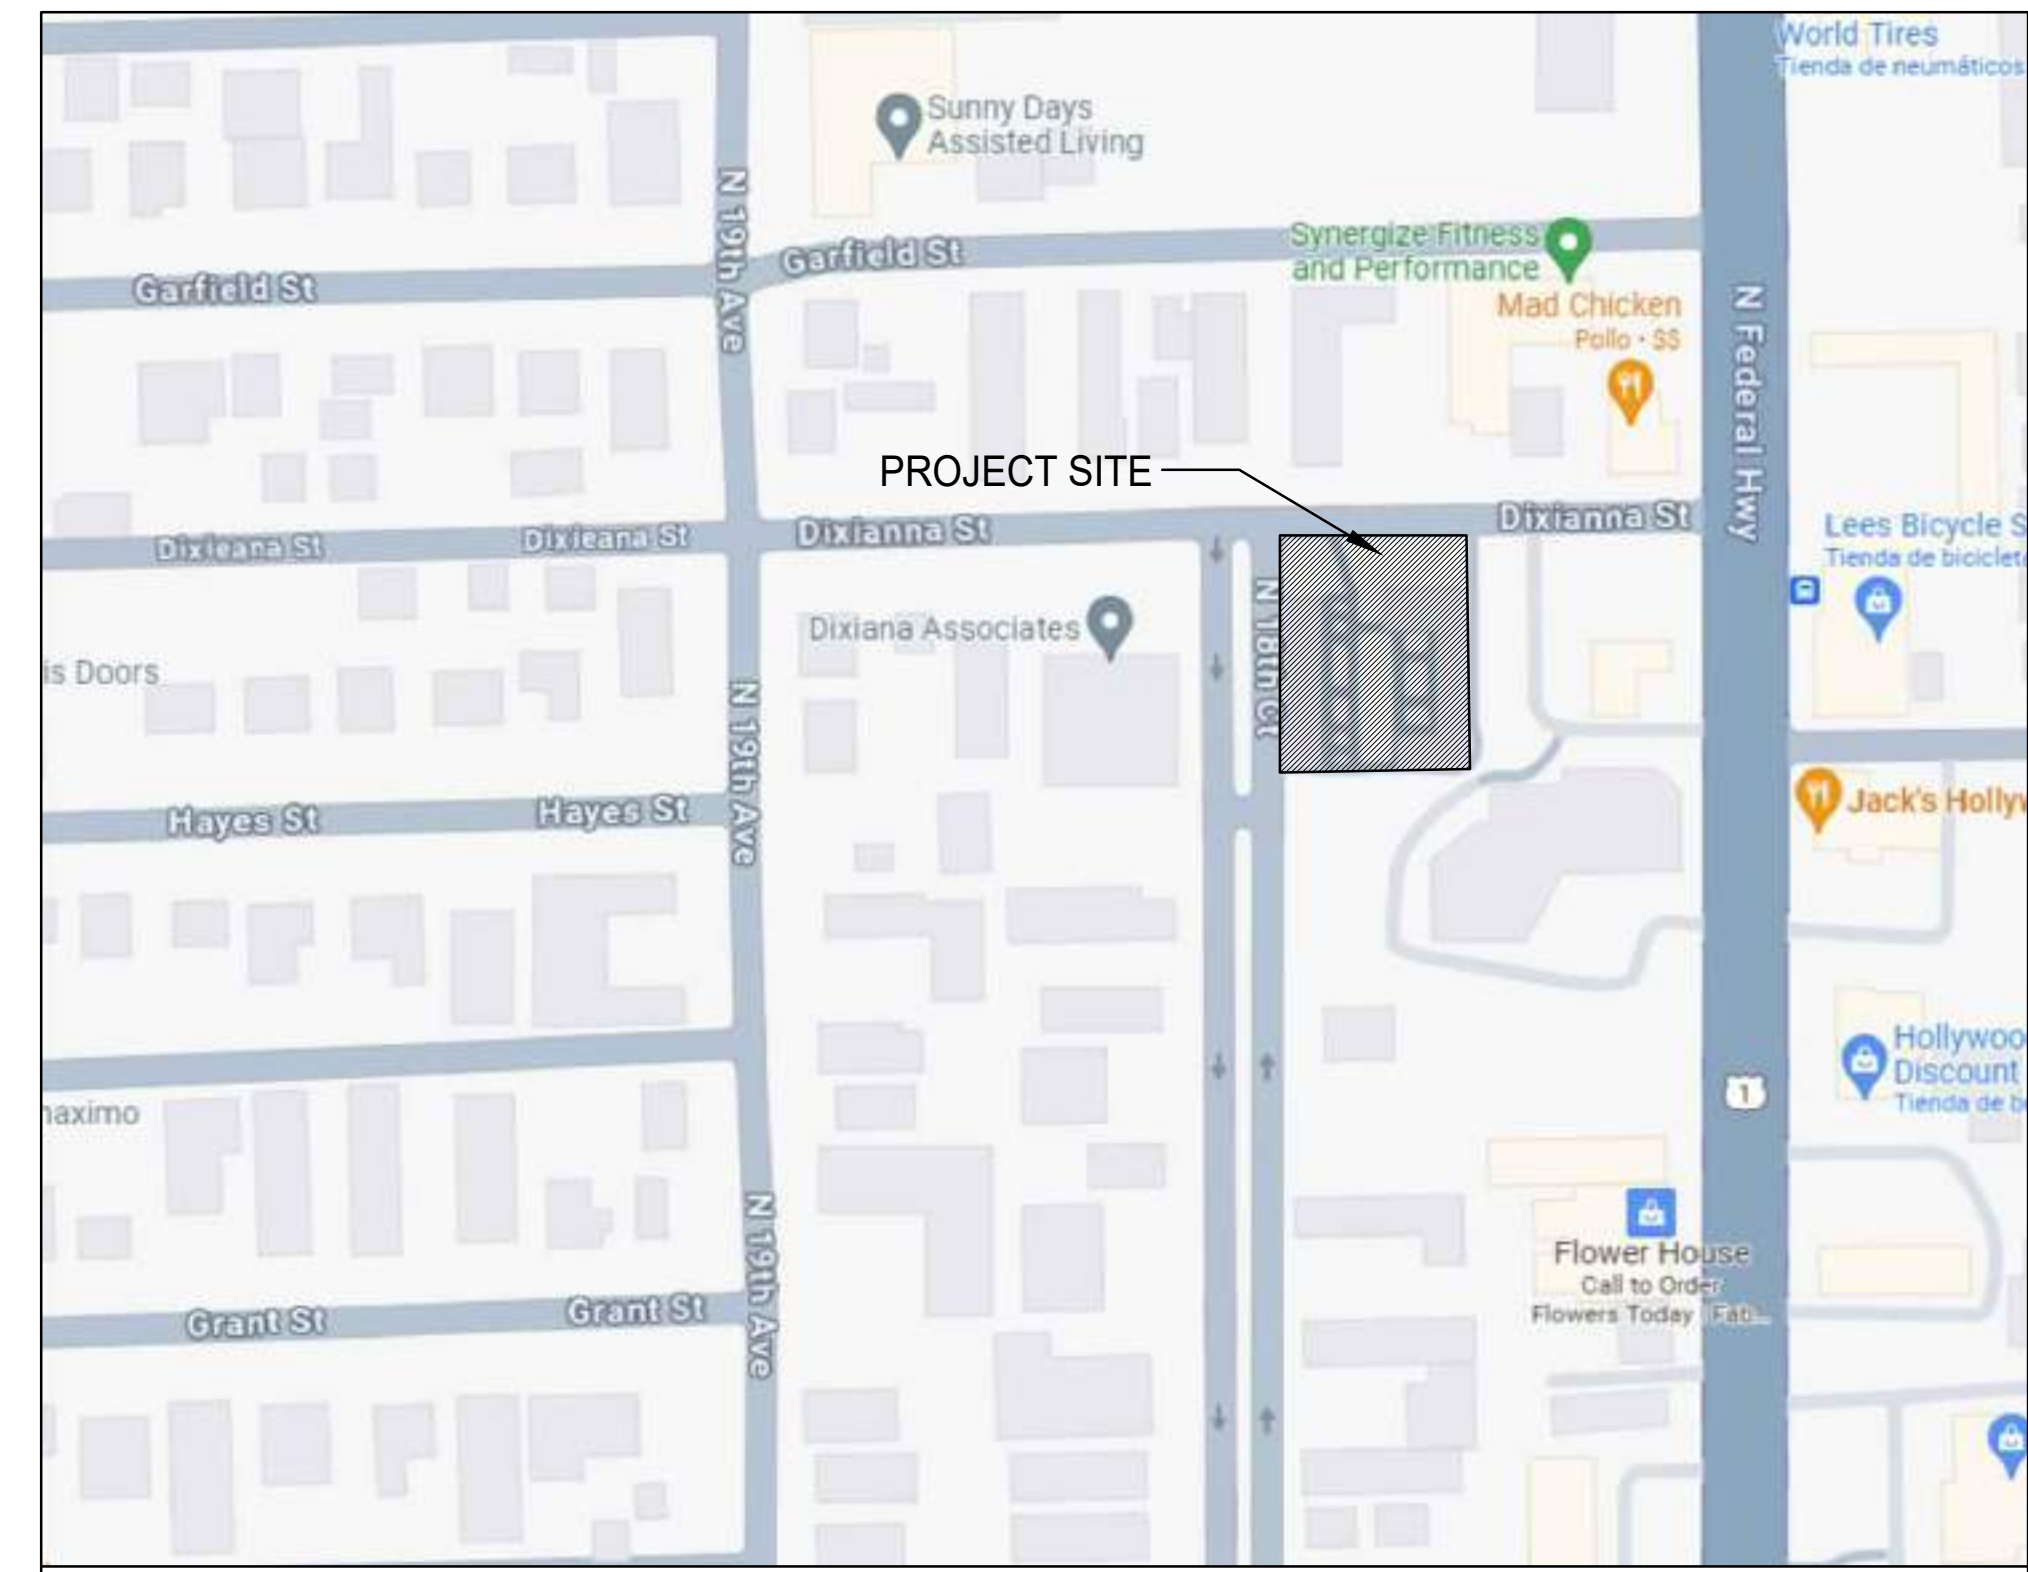 World Tires
Tienda de neumáticos
Sunny Days
Assisted Living
N 19th Ave
Garfield St
Garfield St
Synergize Fitness
and Performance
Mad Chicken
Pollo · $$
N Federal Hwy
PROJECT SITE
Dixieana St
Dixieana St
Dixianna St
Dixianna St
Lees Bicycle S
Tienda de biciclet
N 18th Ct
Dixiana Associates
is Doors
N 19th Ave
Hayes St
Hayes St
Jack's Holly
Hollywoo
Discount
Tienda de b
1
naximo
N 19th Ave
Flower House
Call to Order
Flowers Today Fab...
Grant St
Grant St